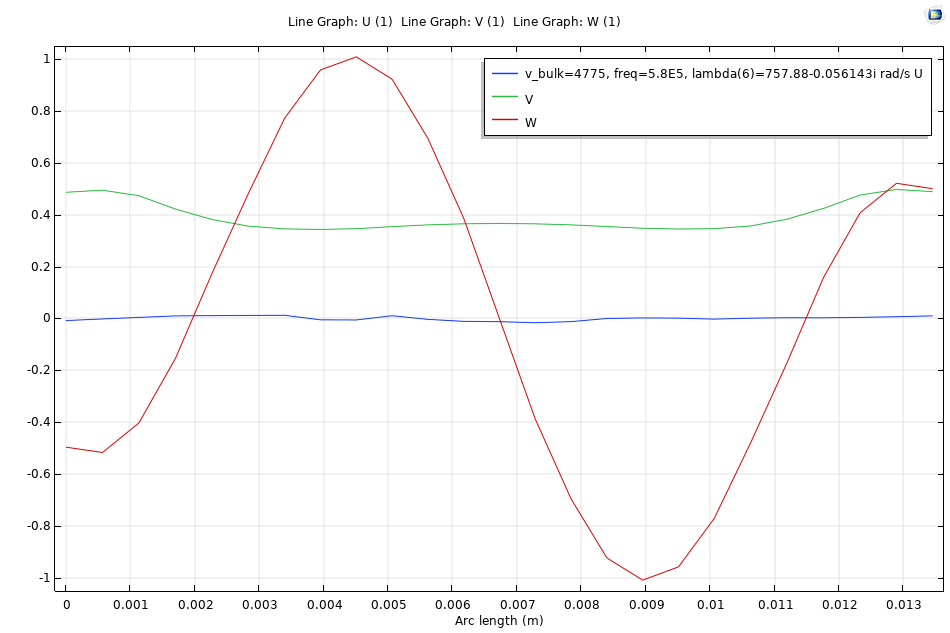 Line Graph: U (1)  Line Graph: V (1)  Line Graph: W (1)
v_bulk=4775, freq=5.8E5, lambda(6)=757.88-0.056143i rad/s U
V
W
1
0.8
0.6
0.4
0.2
0
-0.2
-0.4
-0.6
-0.8
-1
0 0.001 0.002 0.003 0.004 0.005 0.006 0.007 0.008 0.009 0.01 0.011 0.012 0.013
Arc length (m)